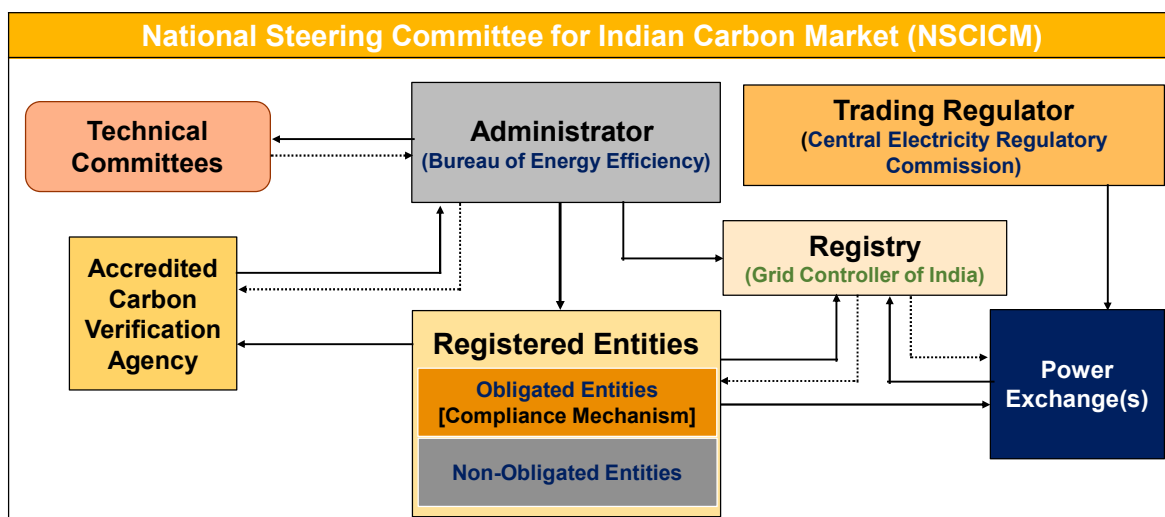 National Steering Committee for Indian Carbon Market (NSCICM)
Technical
Committees
Administrator
(Bureau of Energy Efficiency)
Trading Regulator
(Central Electricity Regulatory
Commission)
Accredited
Carbon
Verification
Agency
Registry
(Grid Controller of India)
Registered Entities
Obligated Entities
[Compliance Mechanism]
Non-Obligated Entities
Power
Exchange(s)